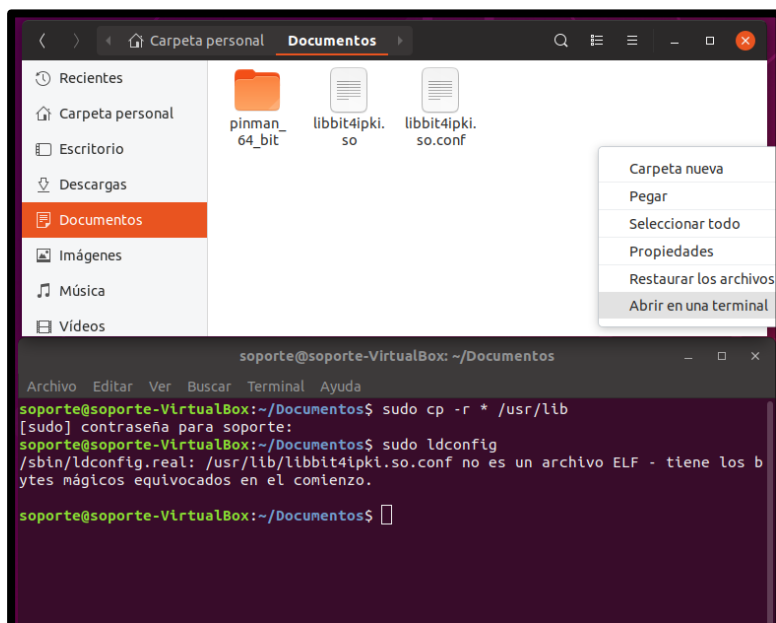 Carpeta personal Documentos
Recientes
Carpeta personal
Escritorio
Descargas
Documentos
Imágenes
Música
Vídeos
pinman_
64_bit
libbit4ipki.
so
libbit4ipki.
so.conf
Carpeta nueva
Pegar
Seleccionar todo
Propiedades
Restaurar los archivos
Abrir en una terminal
soporte@soporte-VirtualBox: ~/Documentos
Archivo Editar Ver Buscar Terminal Ayuda
soporte@soporte-VirtualBox:~/Documentos$ sudo cp -r * /usr/lib
[sudo] contraseña para soporte:
soporte@soporte-VirtualBox:~/Documentos$ sudo ldconfig
/sbin/ldconfig.real: /usr/lib/libbit4ipki.so.conf no es un archivo ELF - tiene los b
ytes mágicos equivocados en el comienzo.
soporte@soporte-VirtualBox:~/Documentos$